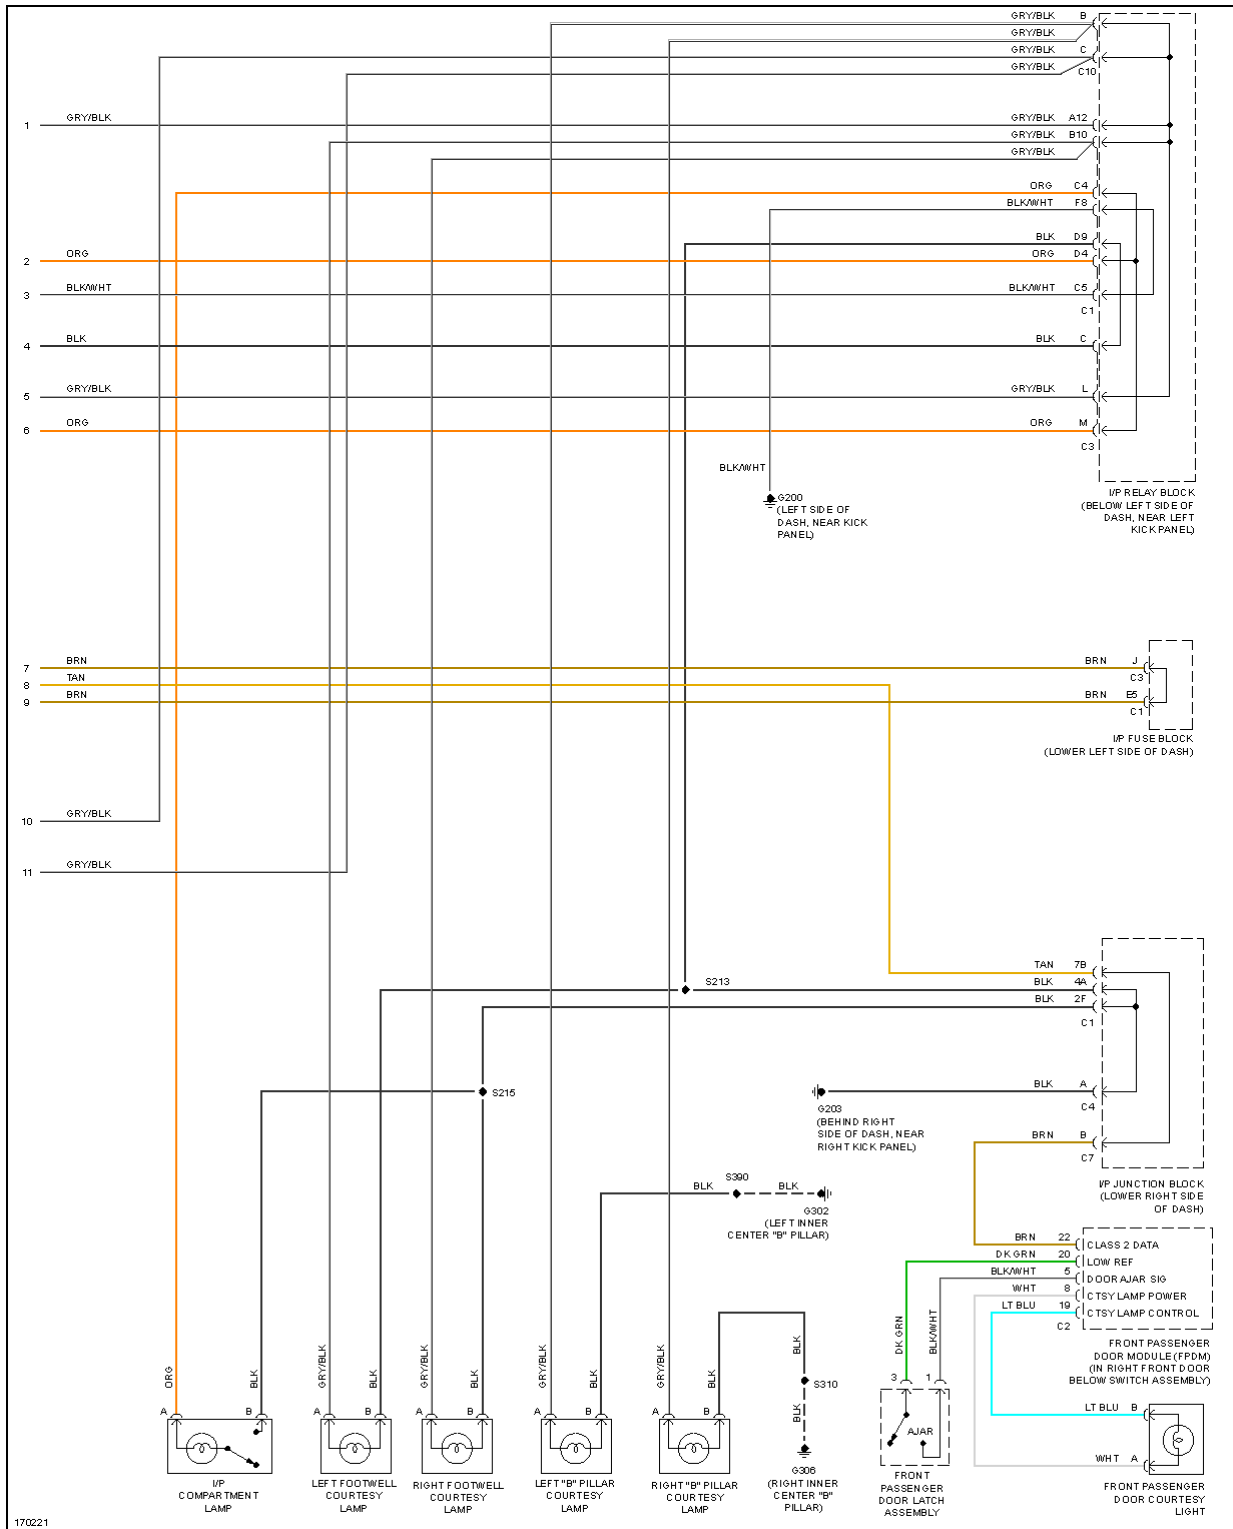 GRY/BLK B
GRY/BLK
GRY/BLK C
GRY/BLK C10
1 GRY/BLK GRY/BLK A12
GRY/BLK B10
GRY/BLK
ORG C4
BLK/WHT F8
BLK D9
2 ORG ORG D4
3 BLK/WHT BLK/WHT C5
C1
4 BLK BLK C
5 GRY/BLK GRY/BLK L
6 ORG ORG M
C3
BLK/WHT
G200
(LEFT SIDE OF
DASH, NEAR KICK
PANEL)
I/P RELAY BLOCK
(BELOW LEFT SIDE OF
DASH, NEAR LEFT
KICK PANEL)
7 BRN BRN J
8 TAN C3
9 BRN BRN E5
C1
I/P FUSE BLOCK
(LOWER LEFT SIDE OF DASH)
10 GRY/BLK
11 GRY/BLK
TAN 7B
S213 BLK 4A
BLK 2F
C1
S215
BLK A
C4
G203
(BEHIND RIGHT
SIDE OF DASH, NEAR
RIGHT KICK PANEL)
BRN B
C7
I/P JUNCTION BLOCK
(LOWER RIGHT SIDE
OF DASH)
BLK S390 BLK
G302
(LEFT INNER
CENTER "B" PILLAR)
BRN 22 CLASS 2 DATA
DK GRN 20 LOW REF
BLK/WHT 5 DOOR AJAR SIG
WHT 8 CTSY LAMP POWER
LT BLU 19 CTSY LAMP CONTROL
C2
FRONT PASSENGER
DOOR MODULE (FPDM)
(IN RIGHT FRONT DOOR
BELOW SWITCH ASSEMBLY)
ORG BLK GRY/BLK BLK GRY/BLK BLK GRY/BLK BLK GRY/BLK BLK
BLK
S310
BLK
G306
(RIGHT INNER
CENTER "B"
PILLAR)
DK GRN BLK/WHT
3 1
AJAR
FRONT
PASSENGER
DOOR LATCH
ASSEMBLY
LT BLU B
WHT A
FRONT PASSENGER
DOOR COURTESY
LIGHT
A B A B A B A B A B
I/P
COMPARTMENT
LAMP
LEFT FOOTWELL
COURTESY
LAMP
RIGHT FOOTWELL
COURTESY
LAMP
LEFT "B" PILLAR
COURTESY
LAMP
RIGHT "B" PILLAR
COURTESY
LAMP
170221